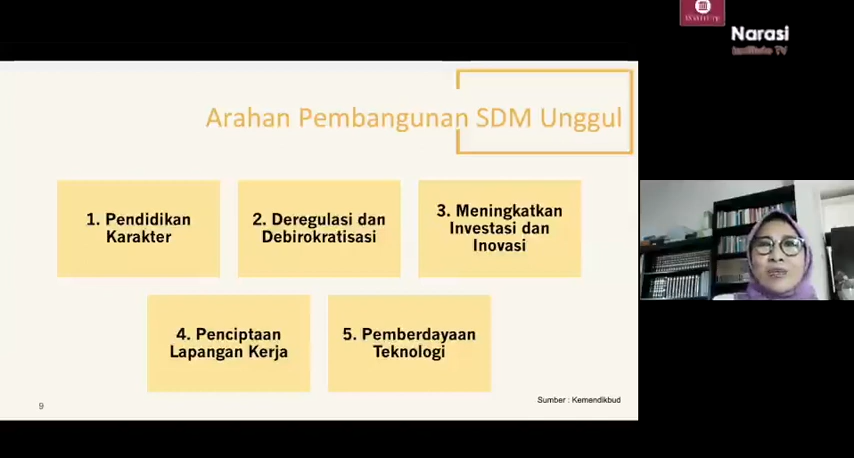 Narasi
Institute TV
Arahan Pembangunan SDM Unggul
1. Pendidikan
Karakter
2. Deregulasi dan
Debirokratisasi
3. Meningkatkan
Investasi dan
Inovasi
4. Penciptaan
Lapangan Kerja
5. Pemberdayaan
Teknologi
9
Sumber : Kemendikbud